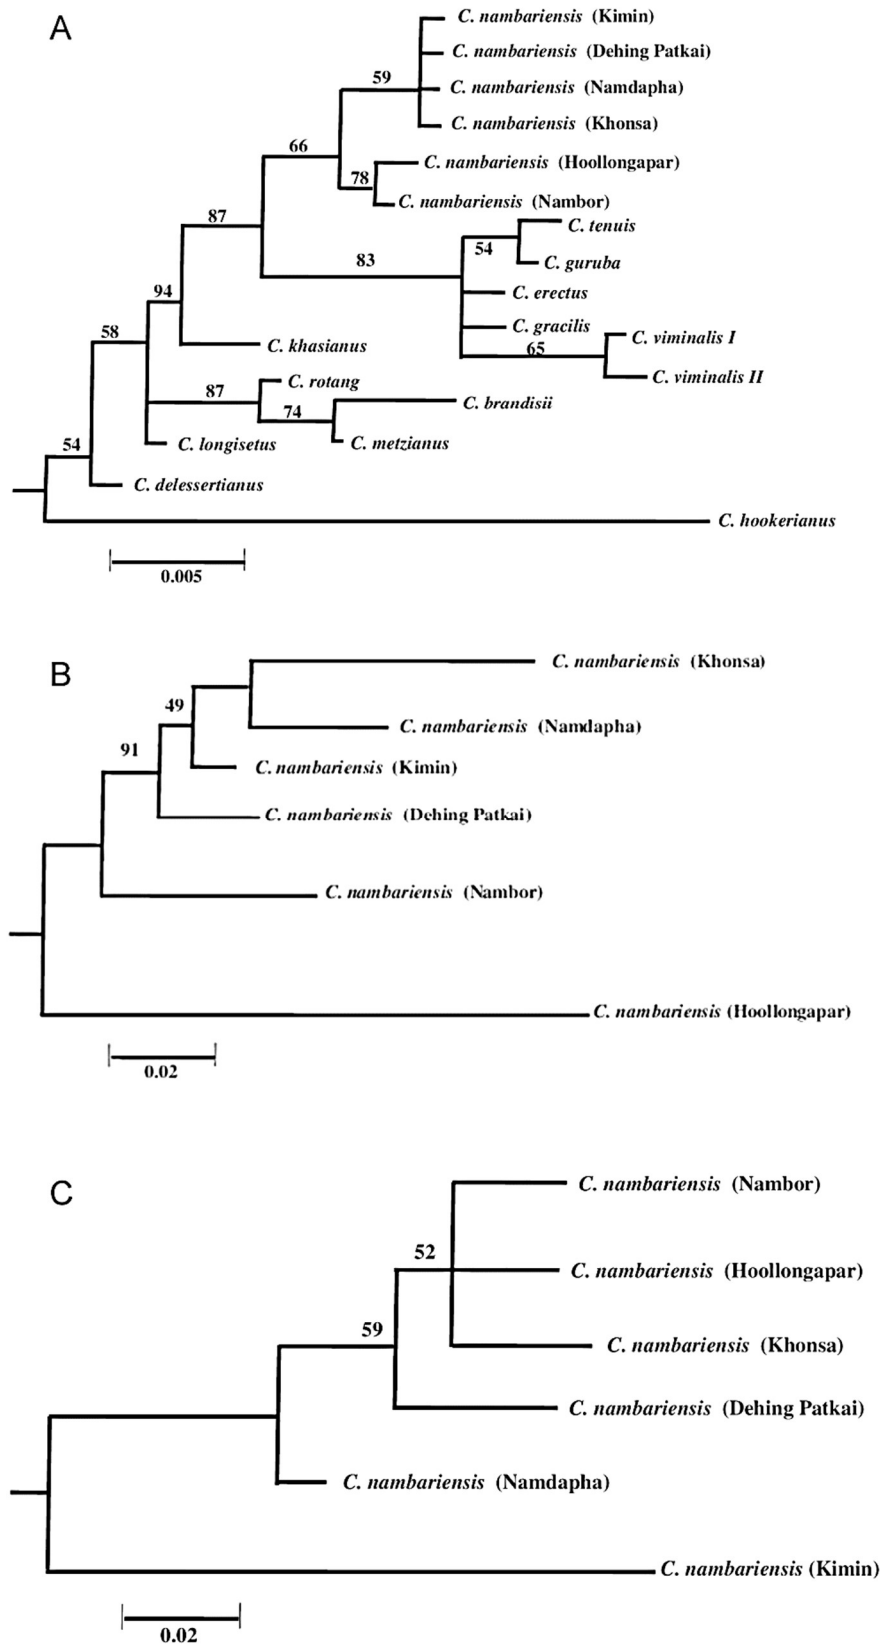 A
C. nambariensis (Kimin)
C. nambariensis (Dehing Patkai)
59
C. nambariensis (Namdapha)
C. nambariensis (Khonsa)
66
C. nambariensis (Hoollongapar)
78
C. nambariensis (Nambor)
87
C. tenuis
54
83
C. guruba
94
C. erectus
58
C. gracilis
C. viminalis I
C. khasianus
65
C. viminalis II
87
C. rotang
74
C. brandisii
54
C. longisetus
C. metzianus
C. delessertianus
C. hookerianus
0.005
B
C. nambariensis (Khonsa)
49
C. nambariensis (Namdapha)
91
C. nambariensis (Kimin)
C. nambariensis (Dehing Patkai)
C. nambariensis (Nambor)
C. nambariensis (Hoollongapar)
0.02
C
C. nambariensis (Nambor)
52
C. nambariensis (Hoollongapar)
59
C. nambariensis (Khonsa)
C. nambariensis (Dehing Patkai)
C. nambariensis (Namdapha)
C. nambariensis (Kimin)
0.02